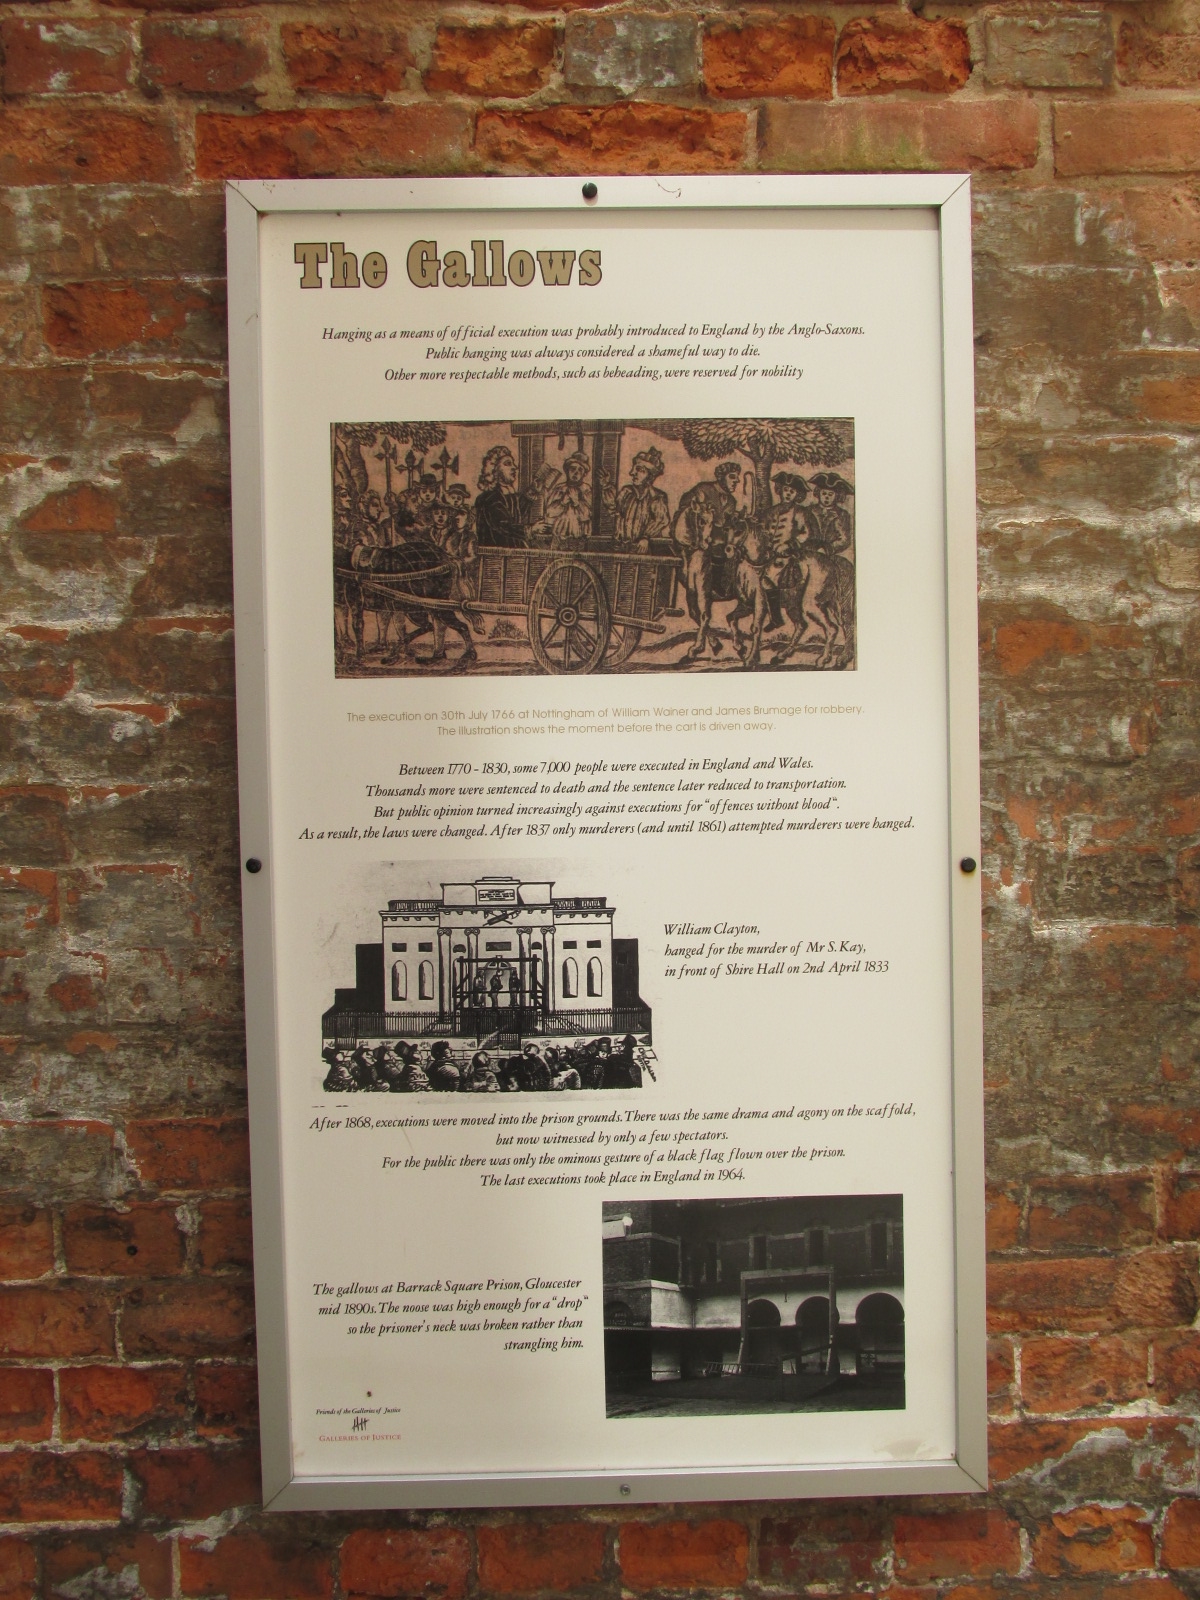 The Gallows
Hanging as a means of official execution was probably introduced to England by the Anglo-Saxons.
Public hanging was always considered a shameful way to die.
Other more respectable methods, such as beheading, were reserved for nobility
The execution on 30th July 1766 at Nottingham of William Wainer and James Brumage for robbery.
The illustration shows the moment before the cart is driven away.
Between 1770 - 1830, some 7,000 people were executed in England and Wales.
Thousands more were sentenced to death and the sentence later reduced to transportation.
But public opinion turned increasingly against executions for "offences without blood".
As a result, the laws were changed. After 1837 only murderers (and until 1861) attempted murderers were hanged.
William Clayton,
hanged for the murder of Mr S. Kay,
in front of Shire Hall on 2nd April 1833
After 1868, executions were moved into the prison grounds. There was the same drama and agony on the scaffold,
but now witnessed by only a few spectators.
For the public there was only the ominous gesture of a black flag flown over the prison.
The last executions took place in England in 1964.
The gallows at Barrack Square Prison, Gloucester
mid 1890s. The noose was high enough for a "drop"
so the prisoner's neck was broken rather than
strangling him.
Friends of the Galleries of Justice
GALLERIES OF JUSTICE